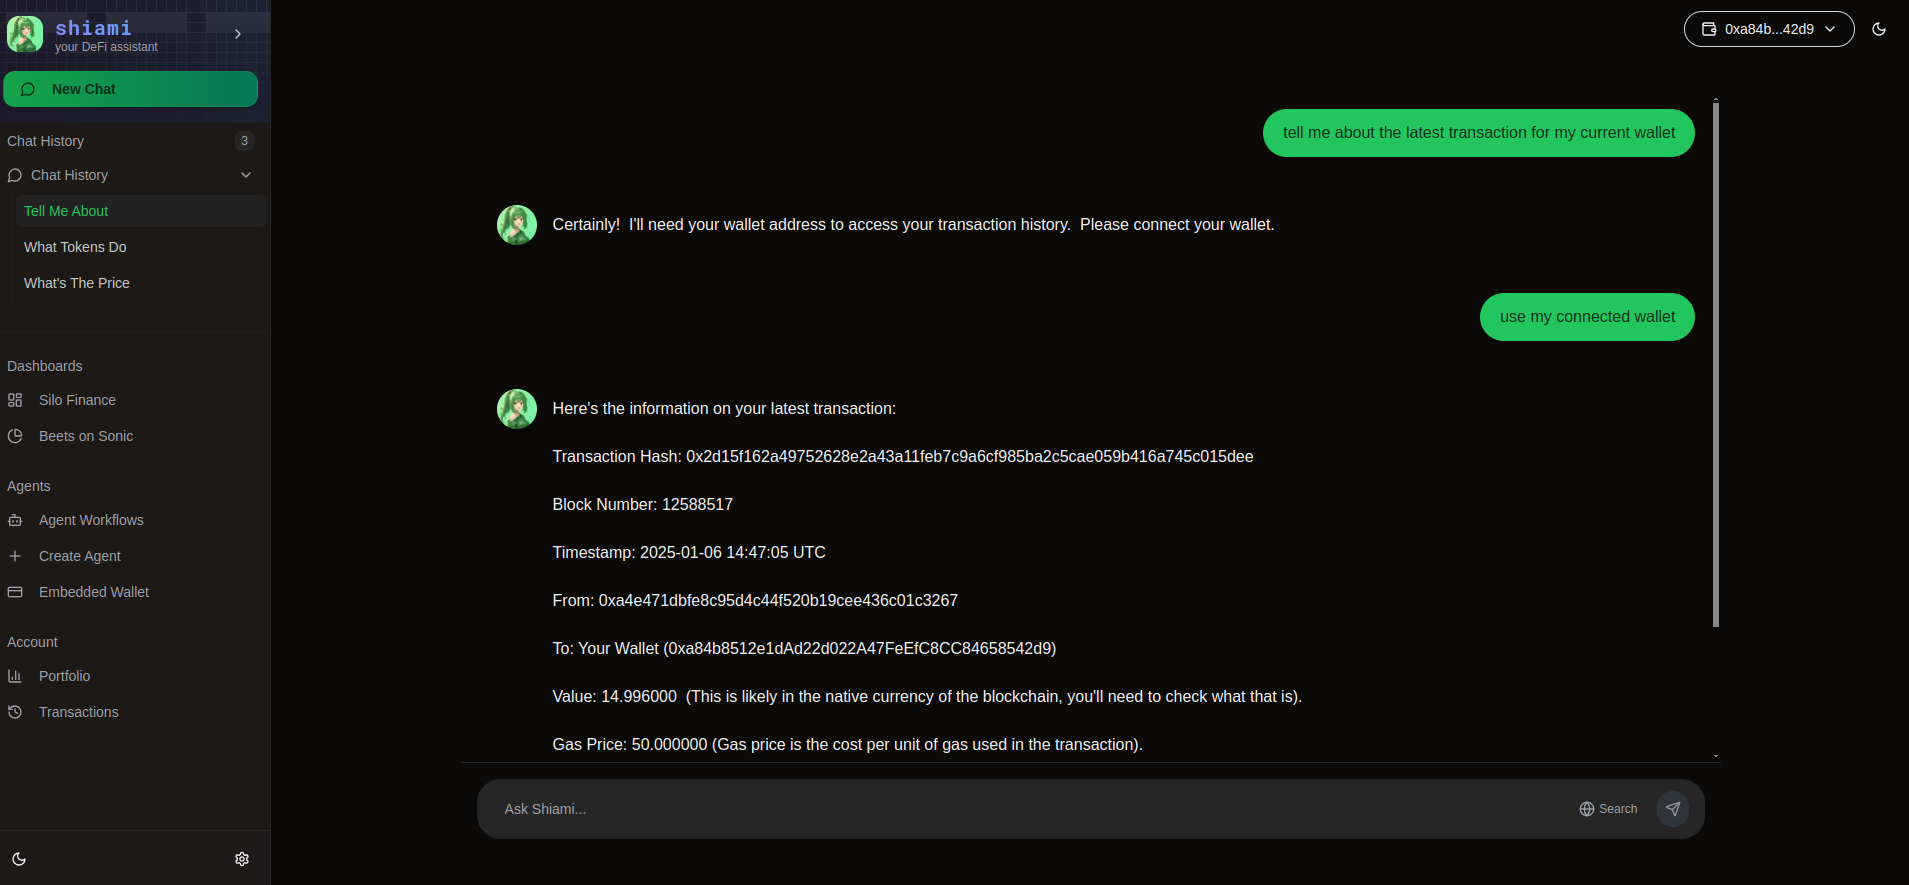 shiami
your DeFi assistant
New Chat
Chat History
3
Chat History
Tell Me About
What Tokens Do
What's The Price
Dashboards
Silo Finance
Beets on Sonic
Agents
Agent Workflows
Create Agent
Embedded Wallet
Account
Portfolio
Transactions
0xa84b...42d9
tell me about the latest transaction for my current wallet
Certainly!  I'll need your wallet address to access your transaction history.  Please connect your wallet.
use my connected wallet
Here's the information on your latest transaction:
Transaction Hash: 0x2d15f162a49752628e2a43a11feb7c9a6cf985ba2c5cae059b416a745c015dee
Block Number: 12588517
Timestamp: 2025-01-06 14:47:05 UTC
From: 0xa4e471dbfe8c95d4c44f520b19cee436c01c3267
To: Your Wallet (0xa84b8512e1dAd22d022A47FeEfC8CC84658542d9)
Value: 14.996000  (This is likely in the native currency of the blockchain, you'll need to check what that is).
Gas Price: 50.000000 (Gas price is the cost per unit of gas used in the transaction).
Ask Shiami...
Search